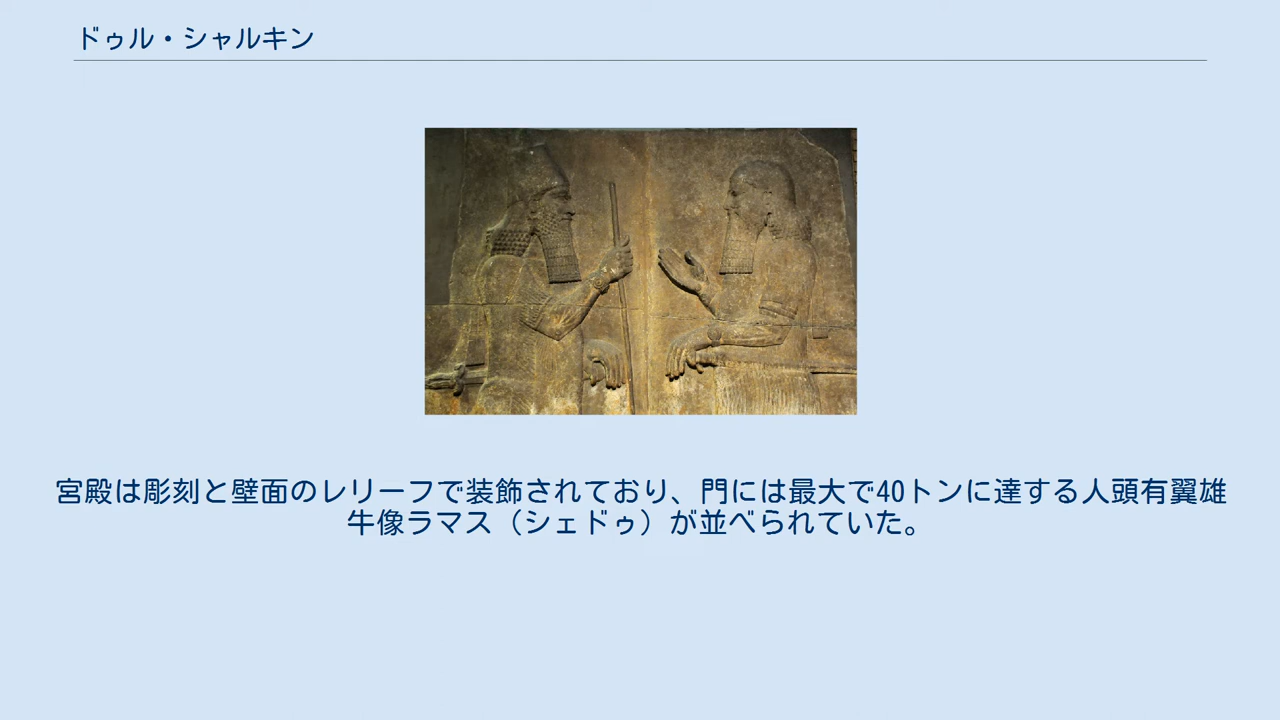 ドゥル・シャルキン
宮殿は彫刻と壁面のレリーフで装飾されており、門には最大で40トンに達する人頭有翼雄
牛像ラマス（シェドゥ）が並べられていた。